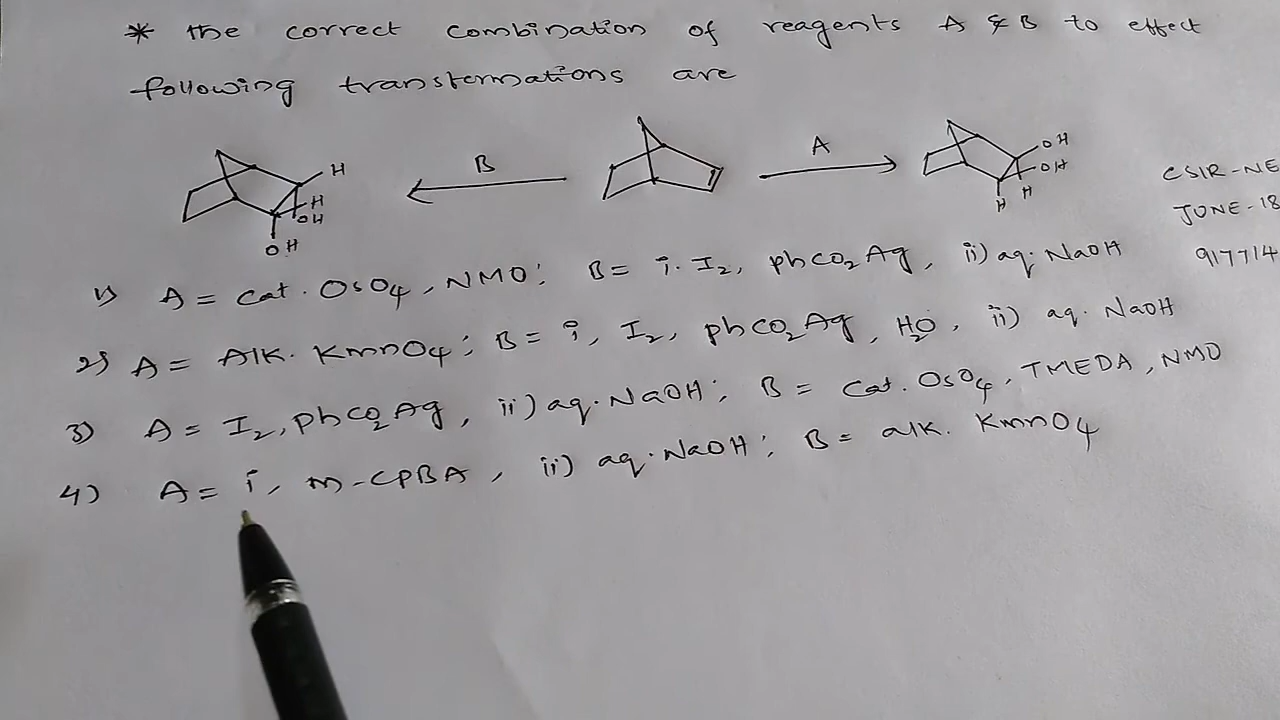 * the correct combination of reagents A & B to effect
following transformations are
H H OH OH B A OH OH H H
CSIR-NE
JUNE-18
917714
1) A = cat. OsO4, NMO; B = i. I2, phCO2Ag, ii) aq. NaOH
2) A = Alk. KmnO4; B = i, I2, phCO2Ag, H2O, ii) aq. NaOH
3) A = I2, phCO2Ag, ii) aq. NaOH; B = cat. OsO4, TMEDA, NMO
4) A = i, m-CPBA, ii) aq. NaOH; B = alk. KmnO4